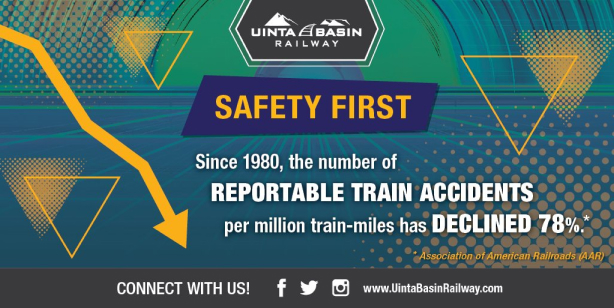 UINTA BASIN
RAILWAY
SAFETY FIRST
Since 1980, the number of
REPORTABLE TRAIN ACCIDENTS
per million train-miles has DECLINED 78%.*
* Association of American Railroads (AAR)
CONNECT WITH US! f www.UintaBasinRailway.com